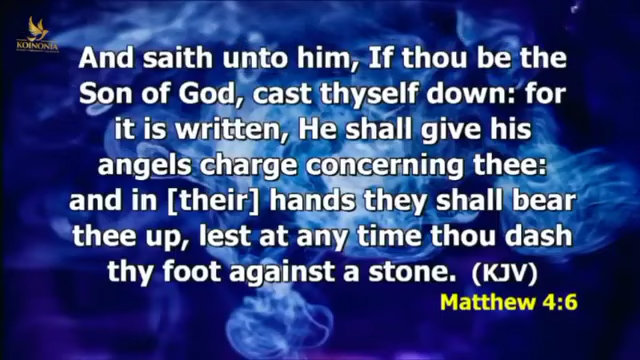 KOINONIA
And saith unto him, If thou be the
Son of God, cast thyself down: for
it is written, He shall give his
angels charge concerning thee:
and in [their] hands they shall bear
thee up, lest at any time thou dash
thy foot against a stone. (KJV)
Matthew 4:6